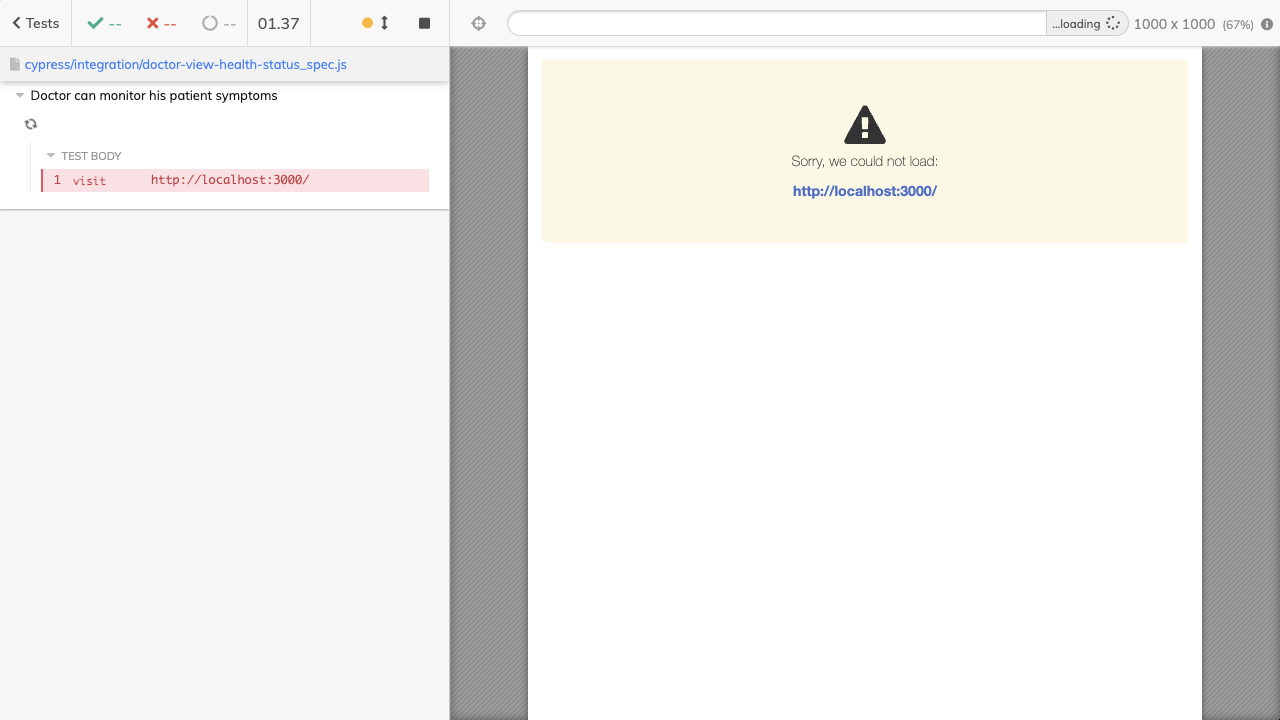 Tests -- -- -- 01.37 ...loading 1000 x 1000 (67%)
cypress/integration/doctor-view-health-status_spec.js
Doctor can monitor his patient symptoms
TEST BODY
1 visit http://localhost:3000/
Sorry, we could not load:
http://localhost:3000/